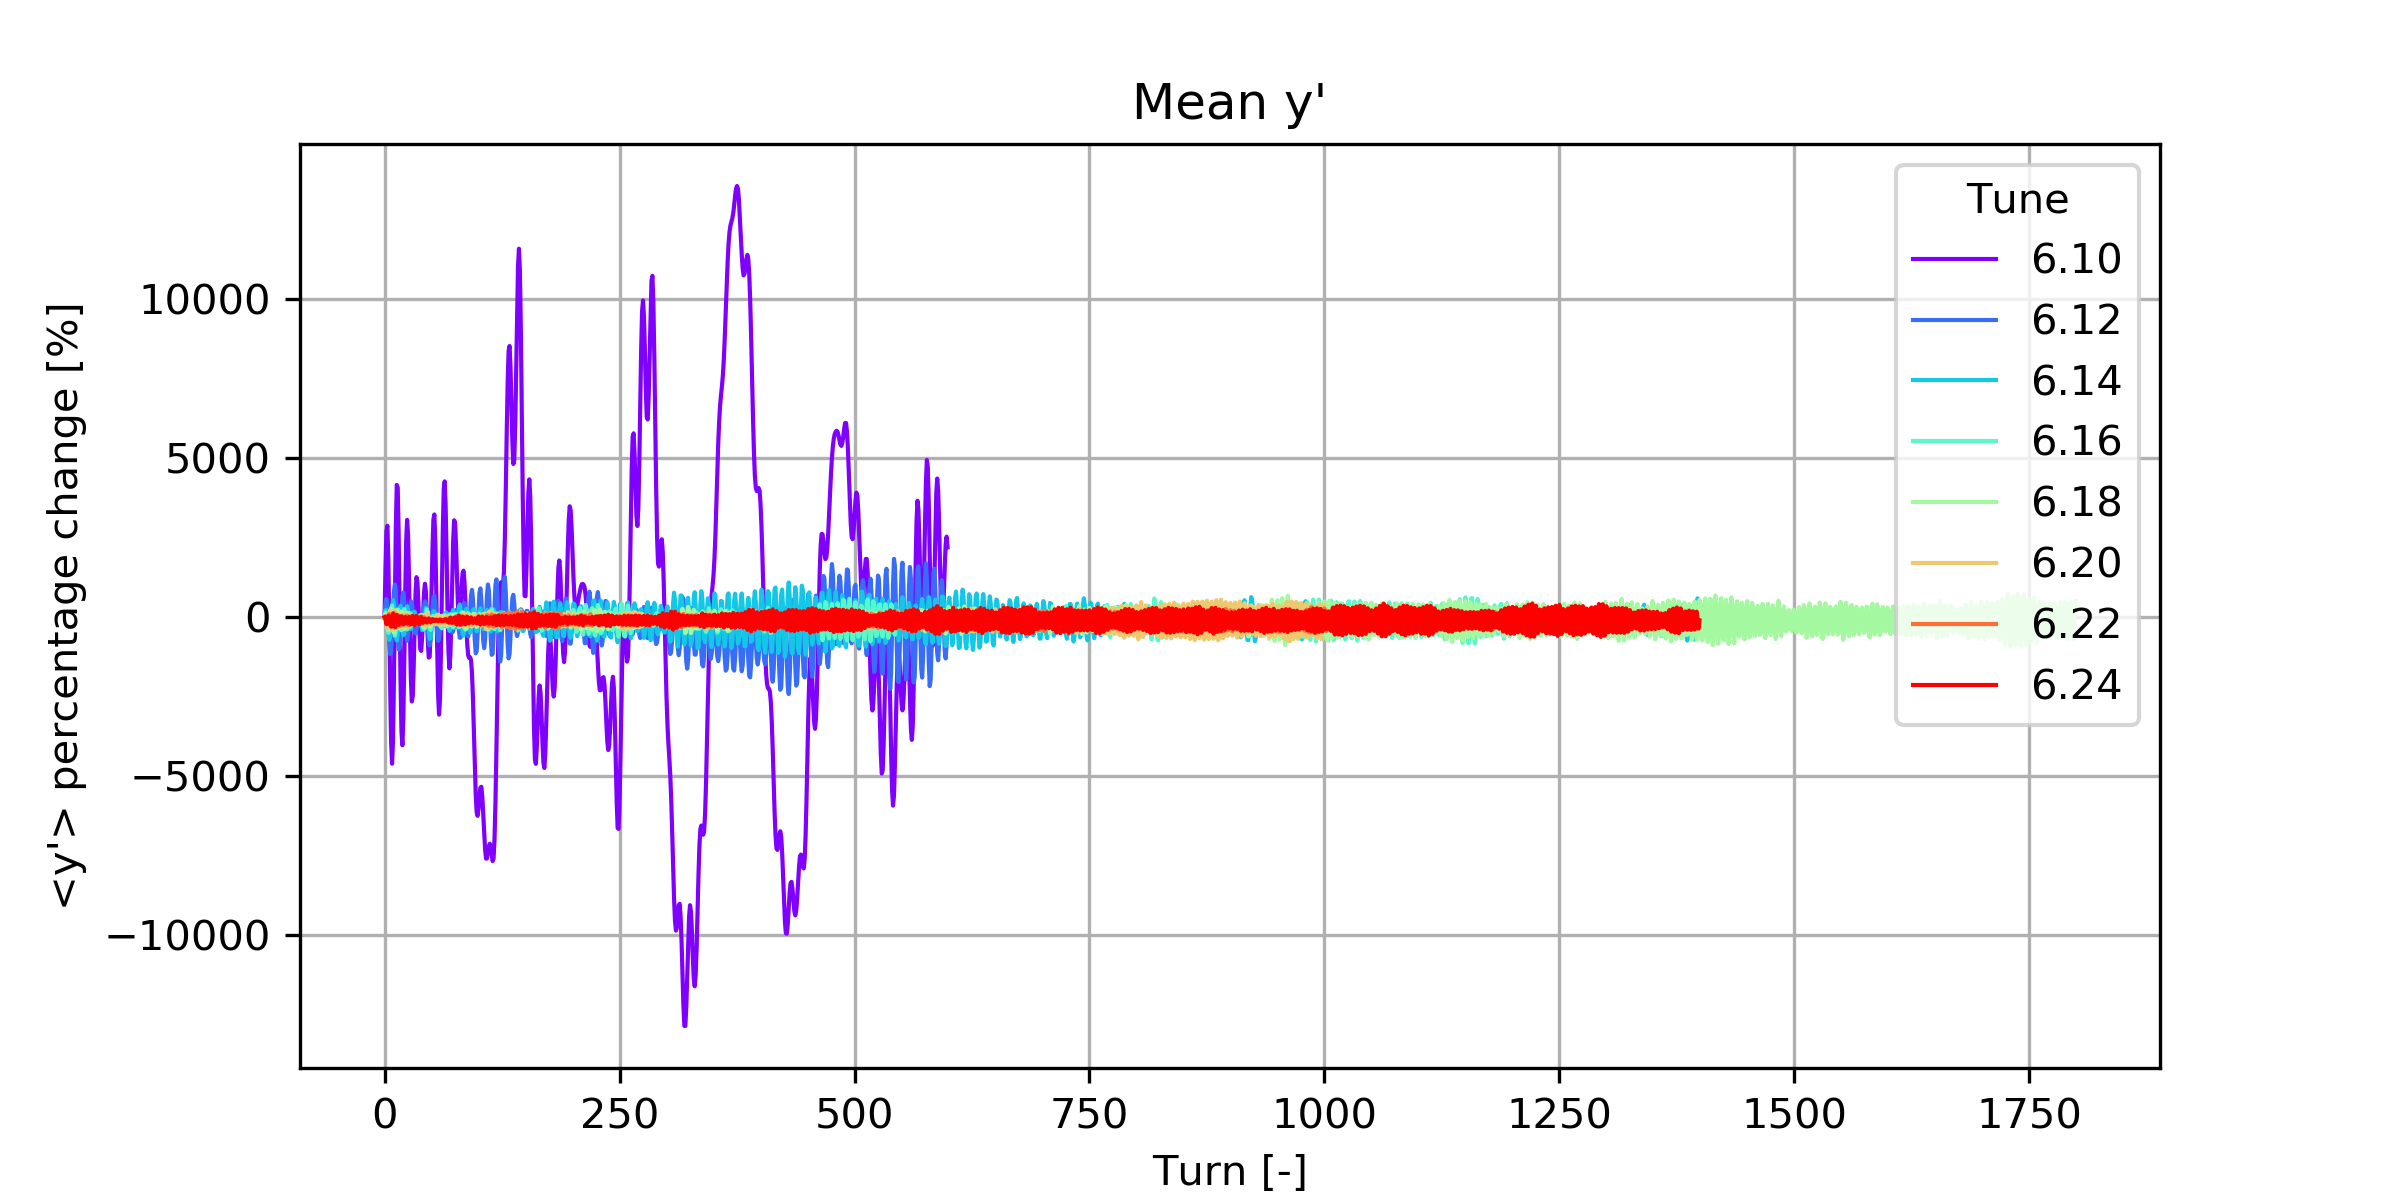 Mean y'
<y'> percentage change [%]
10000
5000
0
−5000
−10000
0 250 500 750 1000 1250 1500 1750
Turn [-]
Tune
6.10
6.12
6.14
6.16
6.18
6.20
6.22
6.24